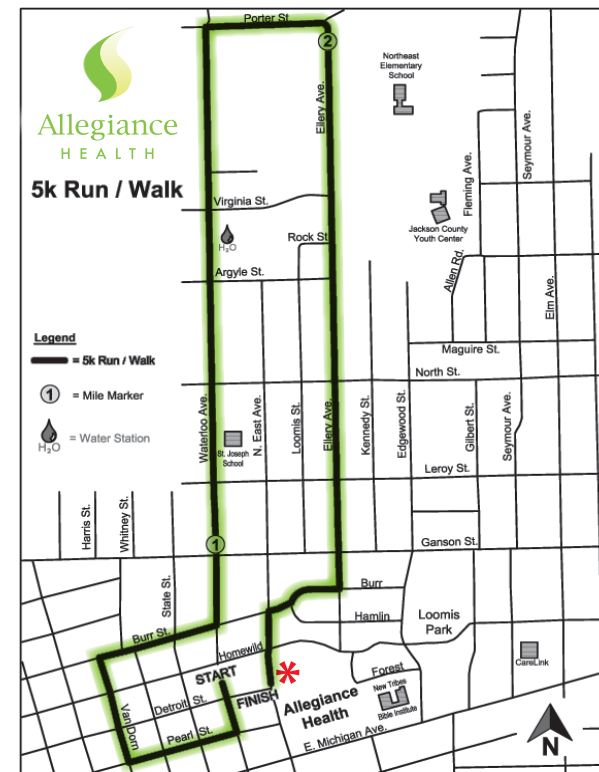 Allegiance
HEALTH
5k Run / Walk
Porter St.
2
Ellery Ave.
Northeast
Elementary
School
Virginia St.
H₂O
Rock St.
Argyle St.
Jackson County
Youth Center
Fleming Ave.
Seymour Ave.
Allen Rd.
Elm Ave.
Legend
= 5k Run / Walk
1 = Mile Marker
H₂O = Water Station
Maguire St.
North St.
Waterloo Ave.
St. Joseph
School
N. East Ave.
Loomis St.
Ellery Ave.
Kennedy St.
Edgewood St.
Gilbert St.
Seymour Ave.
Leroy St.
Harris St.
Whitney St.
1
Ganson St.
State St.
Burr
Hamlin
Loomis
Park
Burr St.
Homewild
START
Forest
CareLink
VanDorn
Detroit St.
FINISH
*
Allegiance
Health
New Tribes
Bible Institute
Pearl St.
E. Michigan Ave.
N